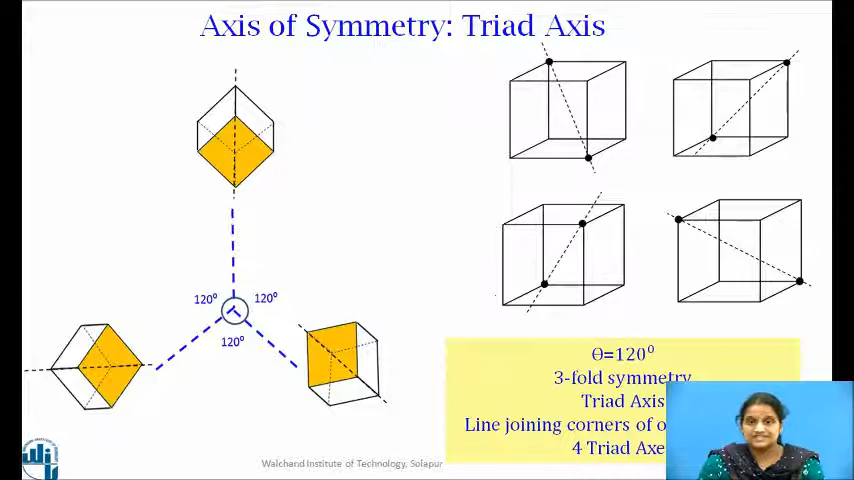 Axis of Symmetry: Triad Axis
120⁰ 120⁰
120⁰
Ɵ=120⁰
3-fold symmetry
Triad Axis
Line joining corners of
4 Triad
Walchand Institute of Technology, Solapur